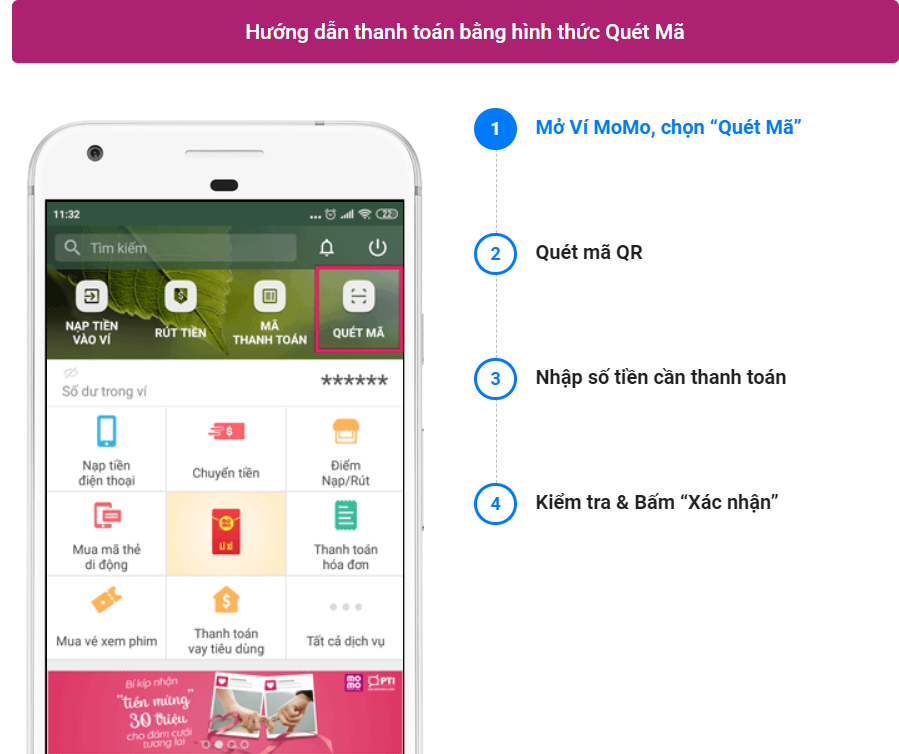 Hướng dẫn thanh toán bằng hình thức Quét Mã
11:32
22
Tìm kiếm
NẠP TIỀN
VÀO VÍ
RÚT TIỀN
MÃ
THANH TOÁN
QUÉT MÃ
Số dư trong ví
******
Nạp tiền
điện thoại
Chuyển tiền
Điểm
Nạp/Rút
Mua mã thẻ
di động
Lì xì
Thanh toán
hóa đơn
Mua vé xem phim
Thanh toán
vay tiêu dùng
Tất cả dịch vụ
Bí kíp nhận
"tiền mừng"
30 triệu
cho đám cưới
tương lai
mo
mo
PTI
1
Mở Ví MoMo, chọn “Quét Mã”
2
Quét mã QR
3
Nhập số tiền cần thanh toán
4
Kiểm tra & Bấm “Xác nhận”